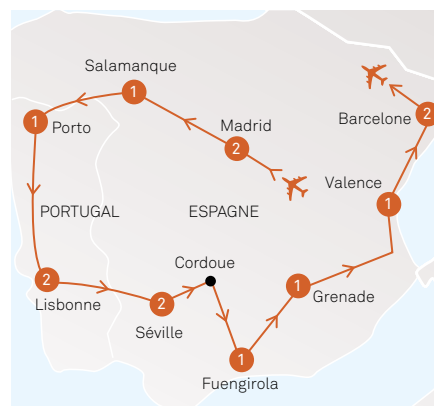 Salamanque
1
1
Porto
Madrid
2
Barcelone
2
Valence
1
PORTUGAL
ESPAGNE
Cordoue
2
Lisbonne
2
Séville
1
Grenade
1
Fuengirola